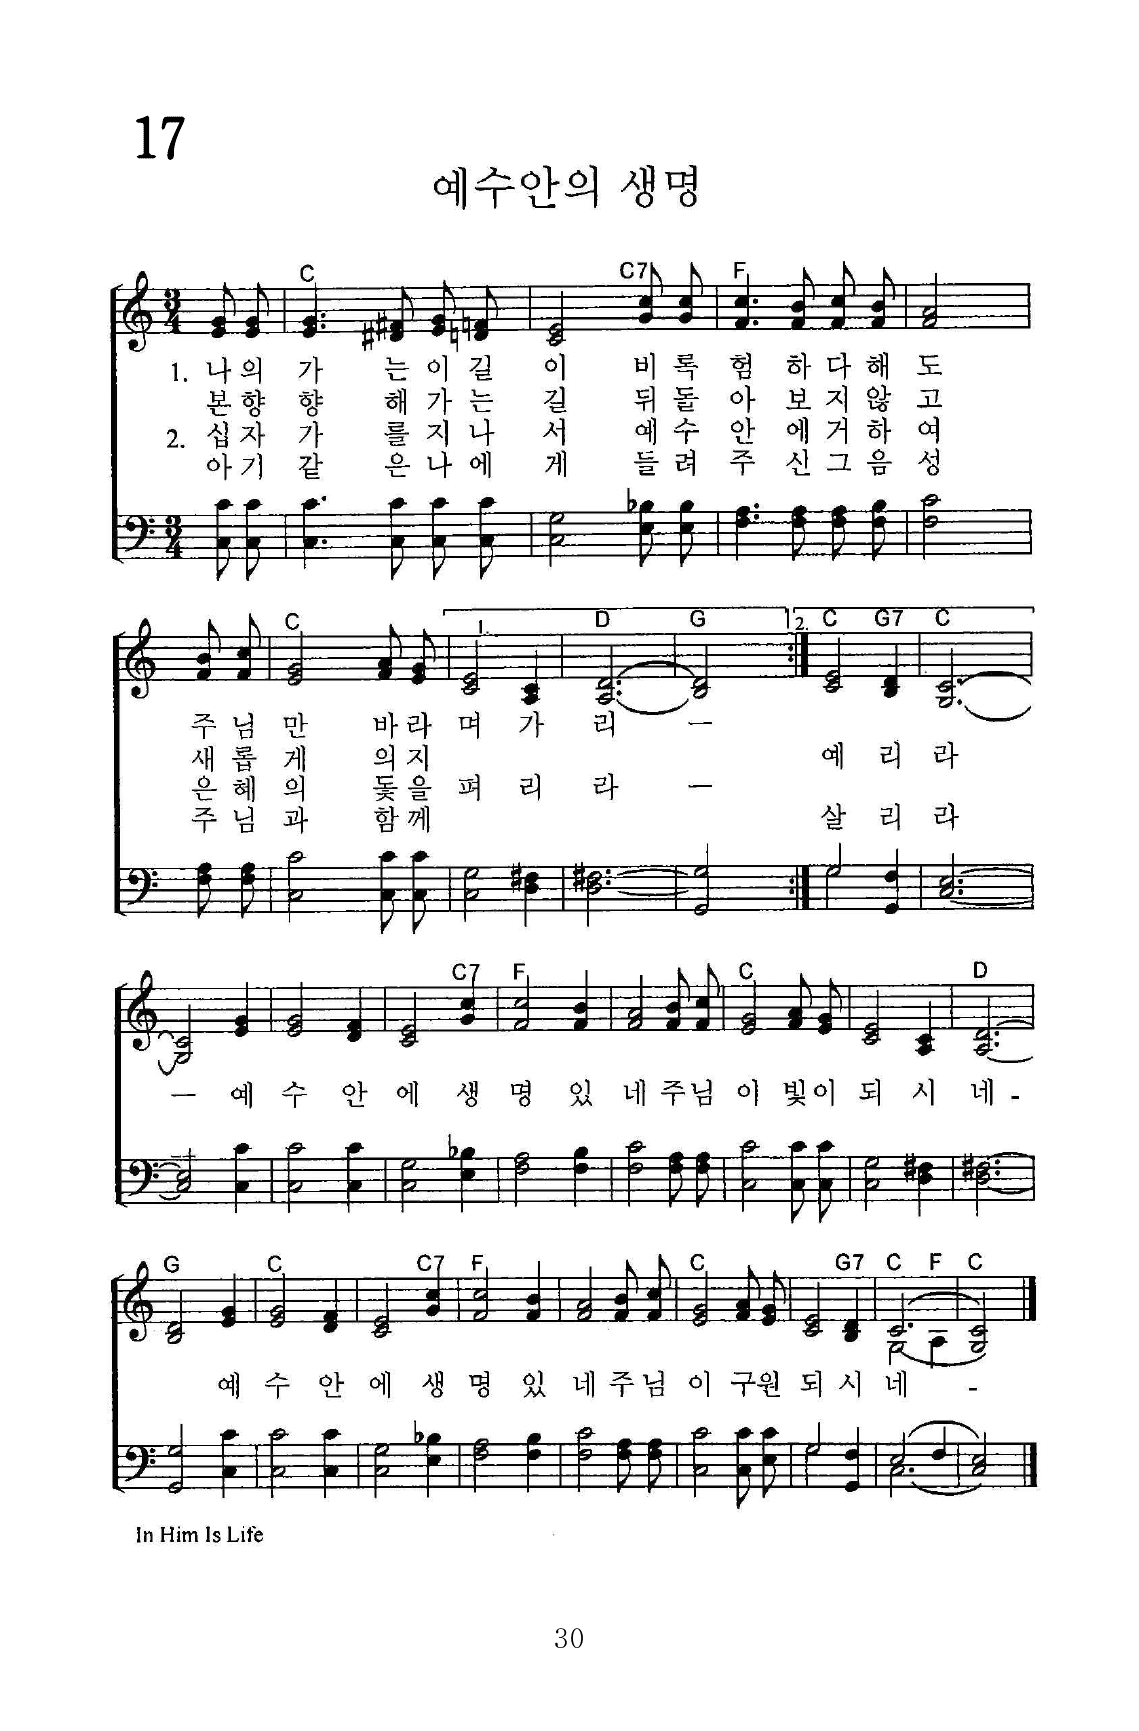 17
예수안의 생명
C C7 F
3/4
1. 나의 가 는이길 이 비록 험 하다해 도
본향 향 해가는 길 뒤돌 아 보지않 고
2. 십자 가 를지나 서 예수 안 에거하 여
아기 같 은나에 게 들려 주 신그음 성
3/4
C 1. D G 2. C G7 C
주님 만 바라 며 가 리 ー
새롭 게 의지 예 리 라
은혜 의 돛을 펴 리 라 ー
주님 과 함께 살 리 라
C7 F C D
ー 예 수 안 에 생 명 있 네 주님 이 빛이 되 시 네 -
G C C7 F C G7 C F C
예 수 안 에 생 명 있 네 주님 이 구원 되 시 네 -
In Him Is Life
30